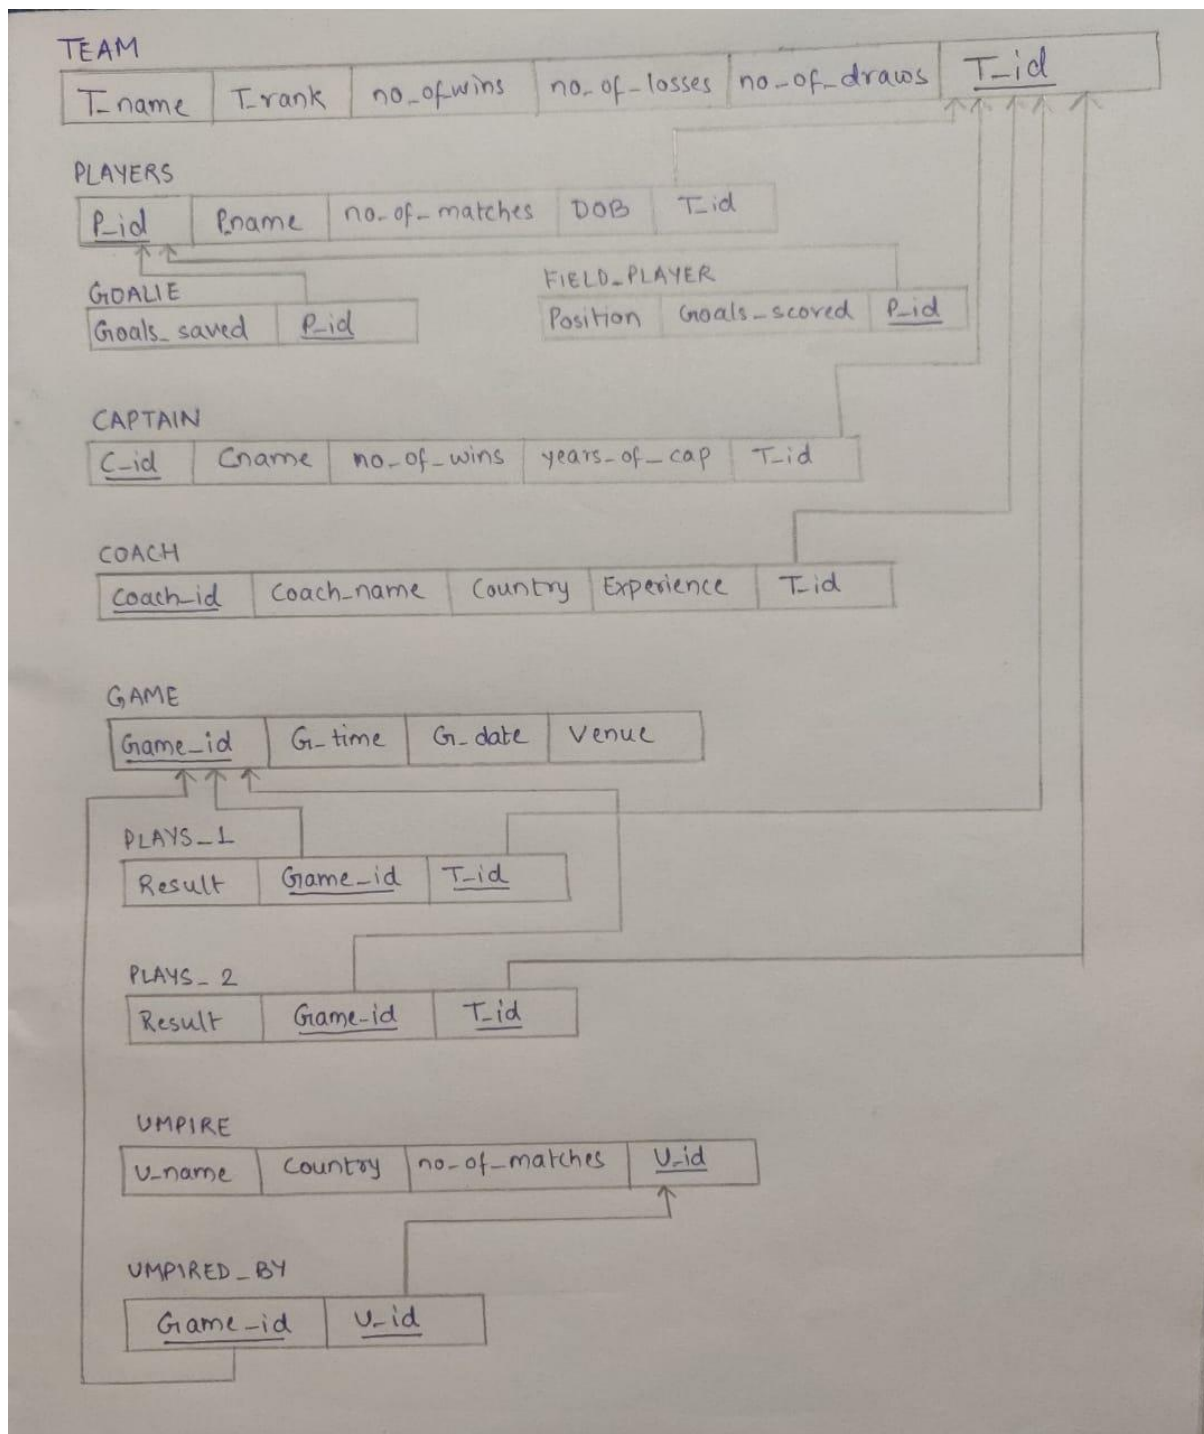 TEAM
T_name T_rank no_of_wins no_of_losses no_of_draws T_id
PLAYERS
P_id P_name no_of_matches DOB T_id
GOALIE
Goals_saved P_id
FIELD_PLAYER
Position Goals_scored P_id
CAPTAIN
C_id Cname no_of_wins years_of_cap T_id
COACH
Coach_id Coach_name Country Experience T_id
GAME
Game_id G_time G_date Venue
PLAYS_1
Result Game_id T_id
PLAYS_2
Result Game_id T_id
UMPIRE
U_name Country no_of_matches U_id
UMPIRED_BY
Game_id U_id